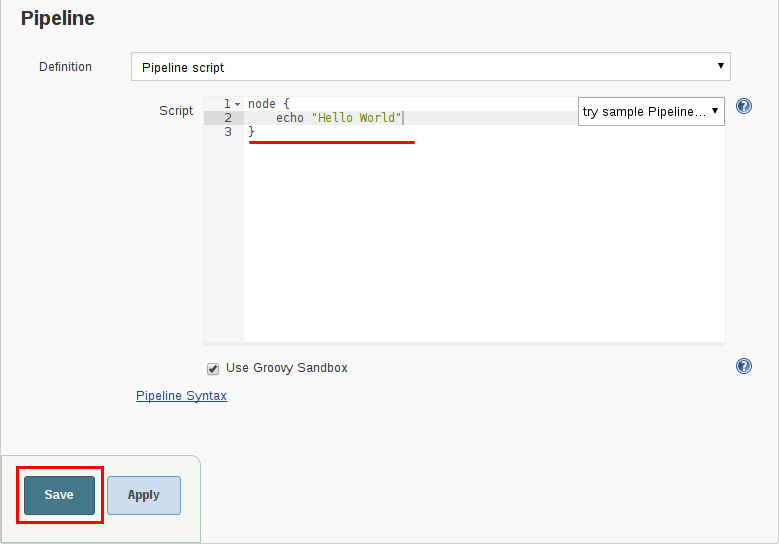 Pipeline
Definition
Pipeline script
Script
1 node {
try sample Pipeline...
2 echo "Hello World"
3 }
Use Groovy Sandbox
Pipeline Syntax
Save
Apply